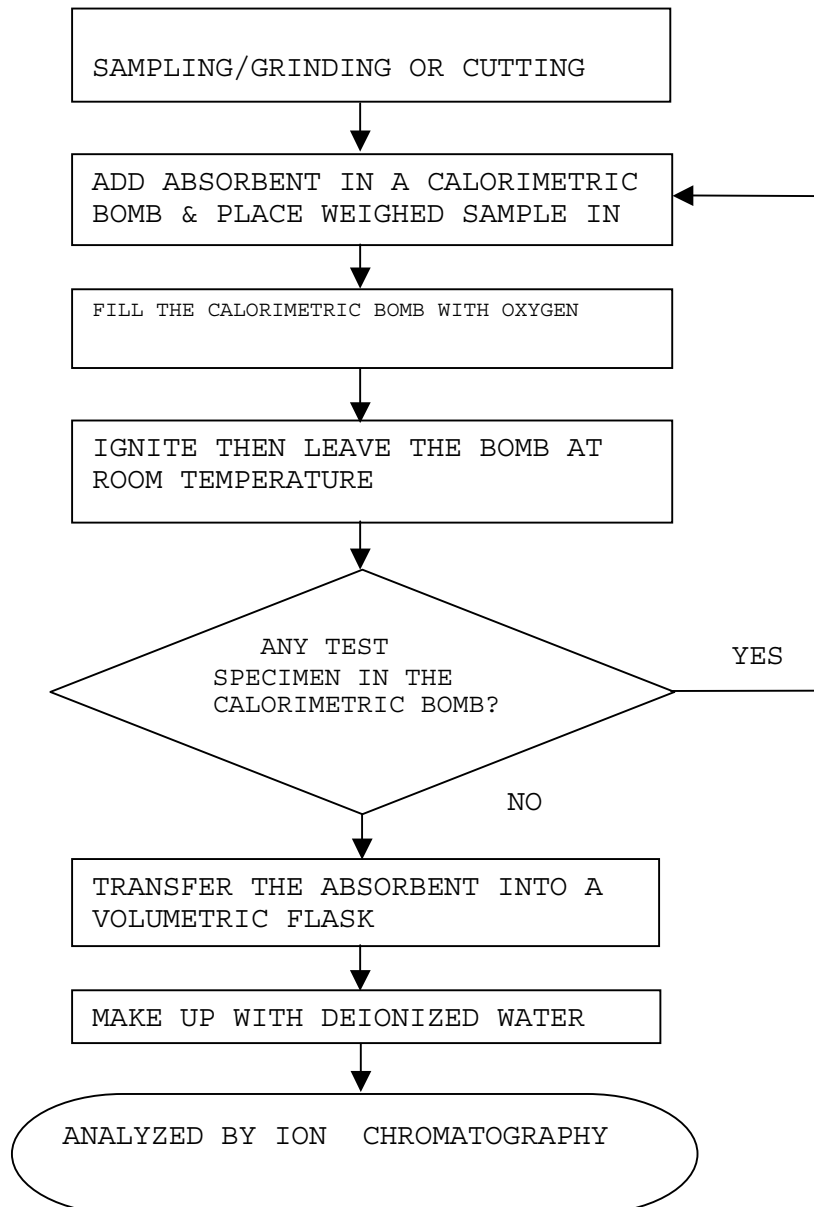 SAMPLING/GRINDING OR CUTTING
ADD ABSORBENT IN A CALORIMETRIC
BOMB & PLACE WEIGHED SAMPLE IN
FILL THE CALORIMETRIC BOMB WITH OXYGEN
IGNITE THEN LEAVE THE BOMB AT
ROOM TEMPERATURE
ANY TEST
SPECIMEN IN THE
CALORIMETRIC BOMB?
YES
NO
TRANSFER THE ABSORBENT INTO A
VOLUMETRIC FLASK
MAKE UP WITH DEIONIZED WATER
ANALYZED BY ION CHROMATOGRAPHY